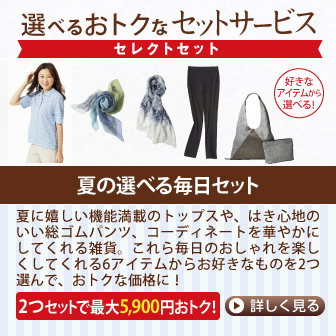 選べるおトクなセットサービス
セレクトセット
好きな
アイテムから
選べる!
夏の選べる毎日セット
夏に嬉しい機能満載のトップスや、はき心地の
いい総ゴムパンツ、コーディネートを華やかに
してくれる雑貨。これら毎日のおしゃれを楽し
くしてくれる6アイテムからお好きなものを2つ
選んで、おトクな価格に!
2つセットで最大5,900円おトク!
詳しく見る